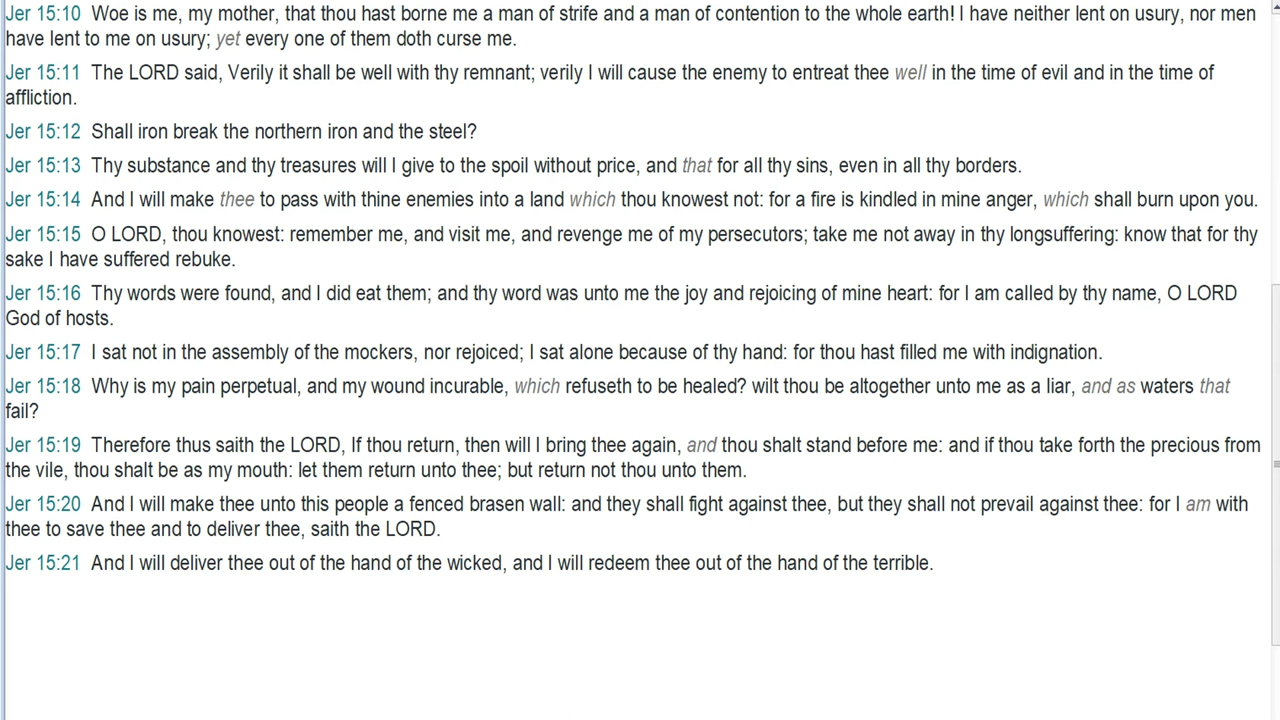 Jer 15:10 Woe is me, my mother, that thou hast borne me a man of strife and a man of contention to the whole earth! I have neither lent on usury, nor men
have lent to me on usury; yet every one of them doth curse me.
Jer 15:11 The LORD said, Verily it shall be well with thy remnant; verily I will cause the enemy to entreat thee well in the time of evil and in the time of
affliction.
Jer 15:12 Shall iron break the northern iron and the steel?
Jer 15:13 Thy substance and thy treasures will I give to the spoil without price, and that for all thy sins, even in all thy borders.
Jer 15:14 And I will make thee to pass with thine enemies into a land which thou knowest not: for a fire is kindled in mine anger, which shall burn upon you.
Jer 15:15 O LORD, thou knowest: remember me, and visit me, and revenge me of my persecutors; take me not away in thy longsuffering: know that for thy
sake I have suffered rebuke.
Jer 15:16 Thy words were found, and I did eat them; and thy word was unto me the joy and rejoicing of mine heart: for I am called by thy name, O LORD
God of hosts.
Jer 15:17 I sat not in the assembly of the mockers, nor rejoiced; I sat alone because of thy hand: for thou hast filled me with indignation.
Jer 15:18 Why is my pain perpetual, and my wound incurable, which refuseth to be healed? wilt thou be altogether unto me as a liar, and as waters that
fail?
Jer 15:19 Therefore thus saith the LORD, If thou return, then will I bring thee again, and thou shalt stand before me: and if thou take forth the precious from
the vile, thou shalt be as my mouth: let them return unto thee; but return not thou unto them.
Jer 15:20 And I will make thee unto this people a fenced brasen wall: and they shall fight against thee, but they shall not prevail against thee: for I am with
thee to save thee and to deliver thee, saith the LORD.
Jer 15:21 And I will deliver thee out of the hand of the wicked, and I will redeem thee out of the hand of the terrible.